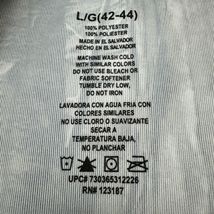 L/G(42-44)
100% POLYESTER
100% POLIESTER
MADE IN EL SALVADOR
HECHO EN EL SALVADOR
MACHINE WASH COLD
WITH SIMILAR COLORS
DO NOT USE BLEACH OR
FABRIC SOFTENER
TUMBLE DRY LOW
DO NOT IRON
LAVADORA CON AGUA FRIA CON
COLORES SIMILARES
NO USE CLORO O SUAVIZANTE
SECAR A
TEMPERATURA BAJA,
NO PLANCHAR
UPC# 730365312226
RN# 123187